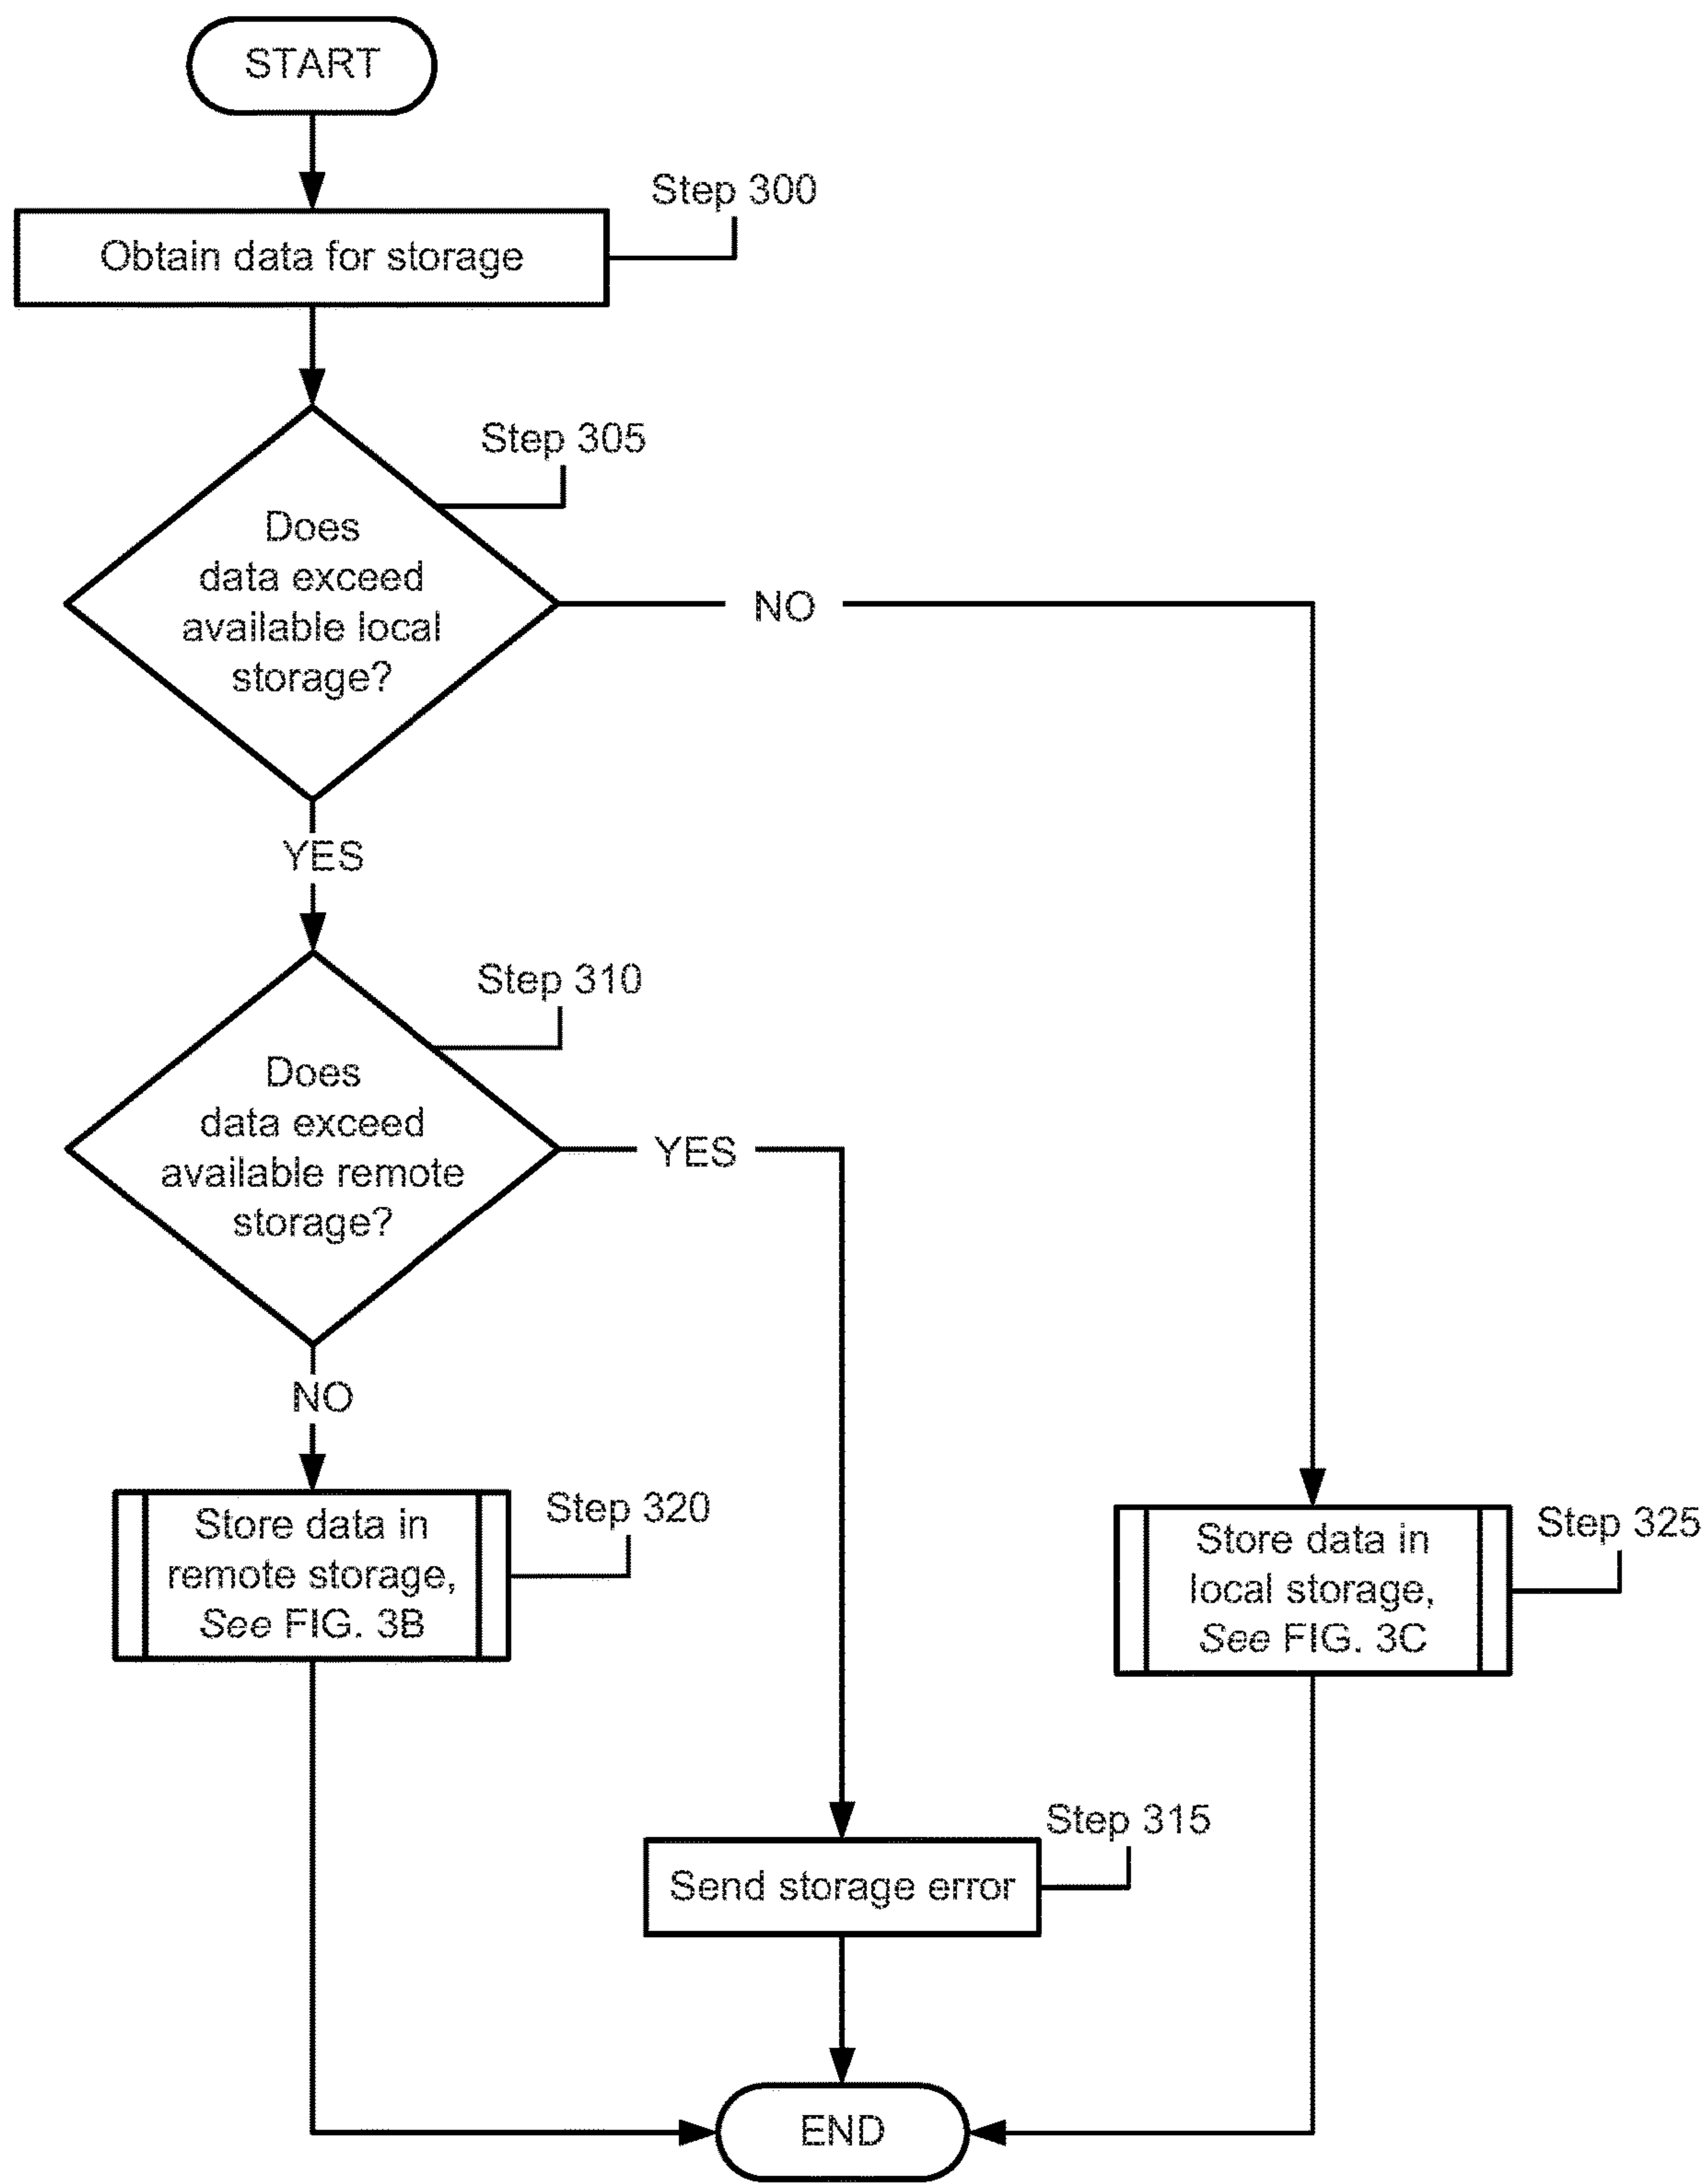 START
Step 300
Obtain data for storage
Step 305
Does
data exceed
available local
storage?
NO
YES
Step 310
Does
data exceed
available remote
storage?
YES
NO
Step 320
Store data in
remote storage,
See FIG. 3B
Step 325
Store data in
local storage,
See FIG. 3C
Step 315
Send storage error
END